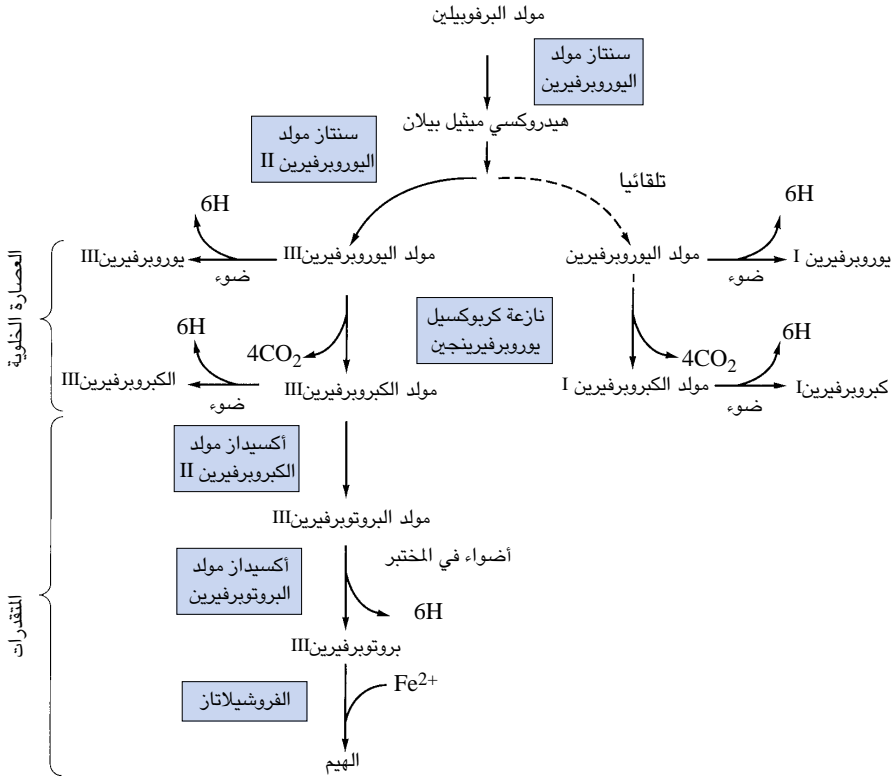 مولد البرفوبيلين
سنتاز مولد
اليوروبرفيرين
هيدروكسي ميثيل بيلان
سنتاز مولد
اليوروبرفيرين II
تلقائيا
6H
6H
يوروبرفيرين I
ضوء
مولد اليوروبرفيرين
مولد اليوروبرفيرينIII
ضوء
يوروبرفيرينIII
العصارة الخلوية
نازعة كربوكسيل
يوروبرفيرينجين
6H
6H
4CO2
4CO2
كبروبرفيرينI
ضوء
مولد الكبروبرفيرين I
مولد الكبروبرفيرينIII
ضوء
الكبروبرفيرينIII
أكسيداز مولد
الكبروبرفيرين II
مولد البروتوبرفيرينIII
أضواء في المختبر
أكسيداز مولد
البروتوبرفيرين
6H
المتقدرات
بروتوبرفيرينIII
Fe2+
الفروشيلاتاز
الهيم